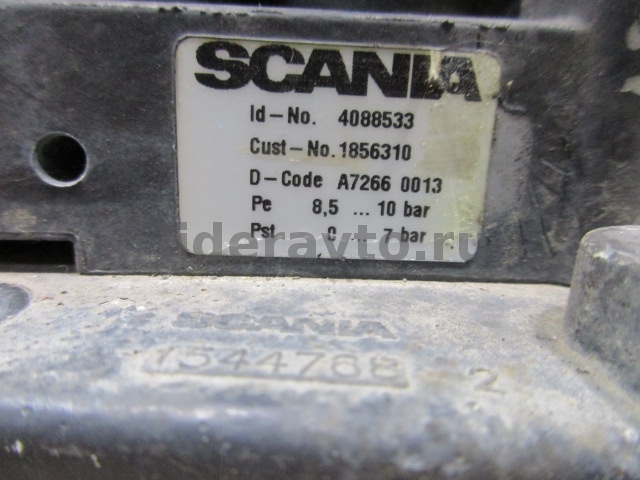 SCANIA
Id-No. 4088533
Cust-No. 1856310
D-Code A7266 0013
Pe 8,5 ... 10 bar
Pst 0 ... 7 bar
lideravto.ru
SCANIA
1544768 2